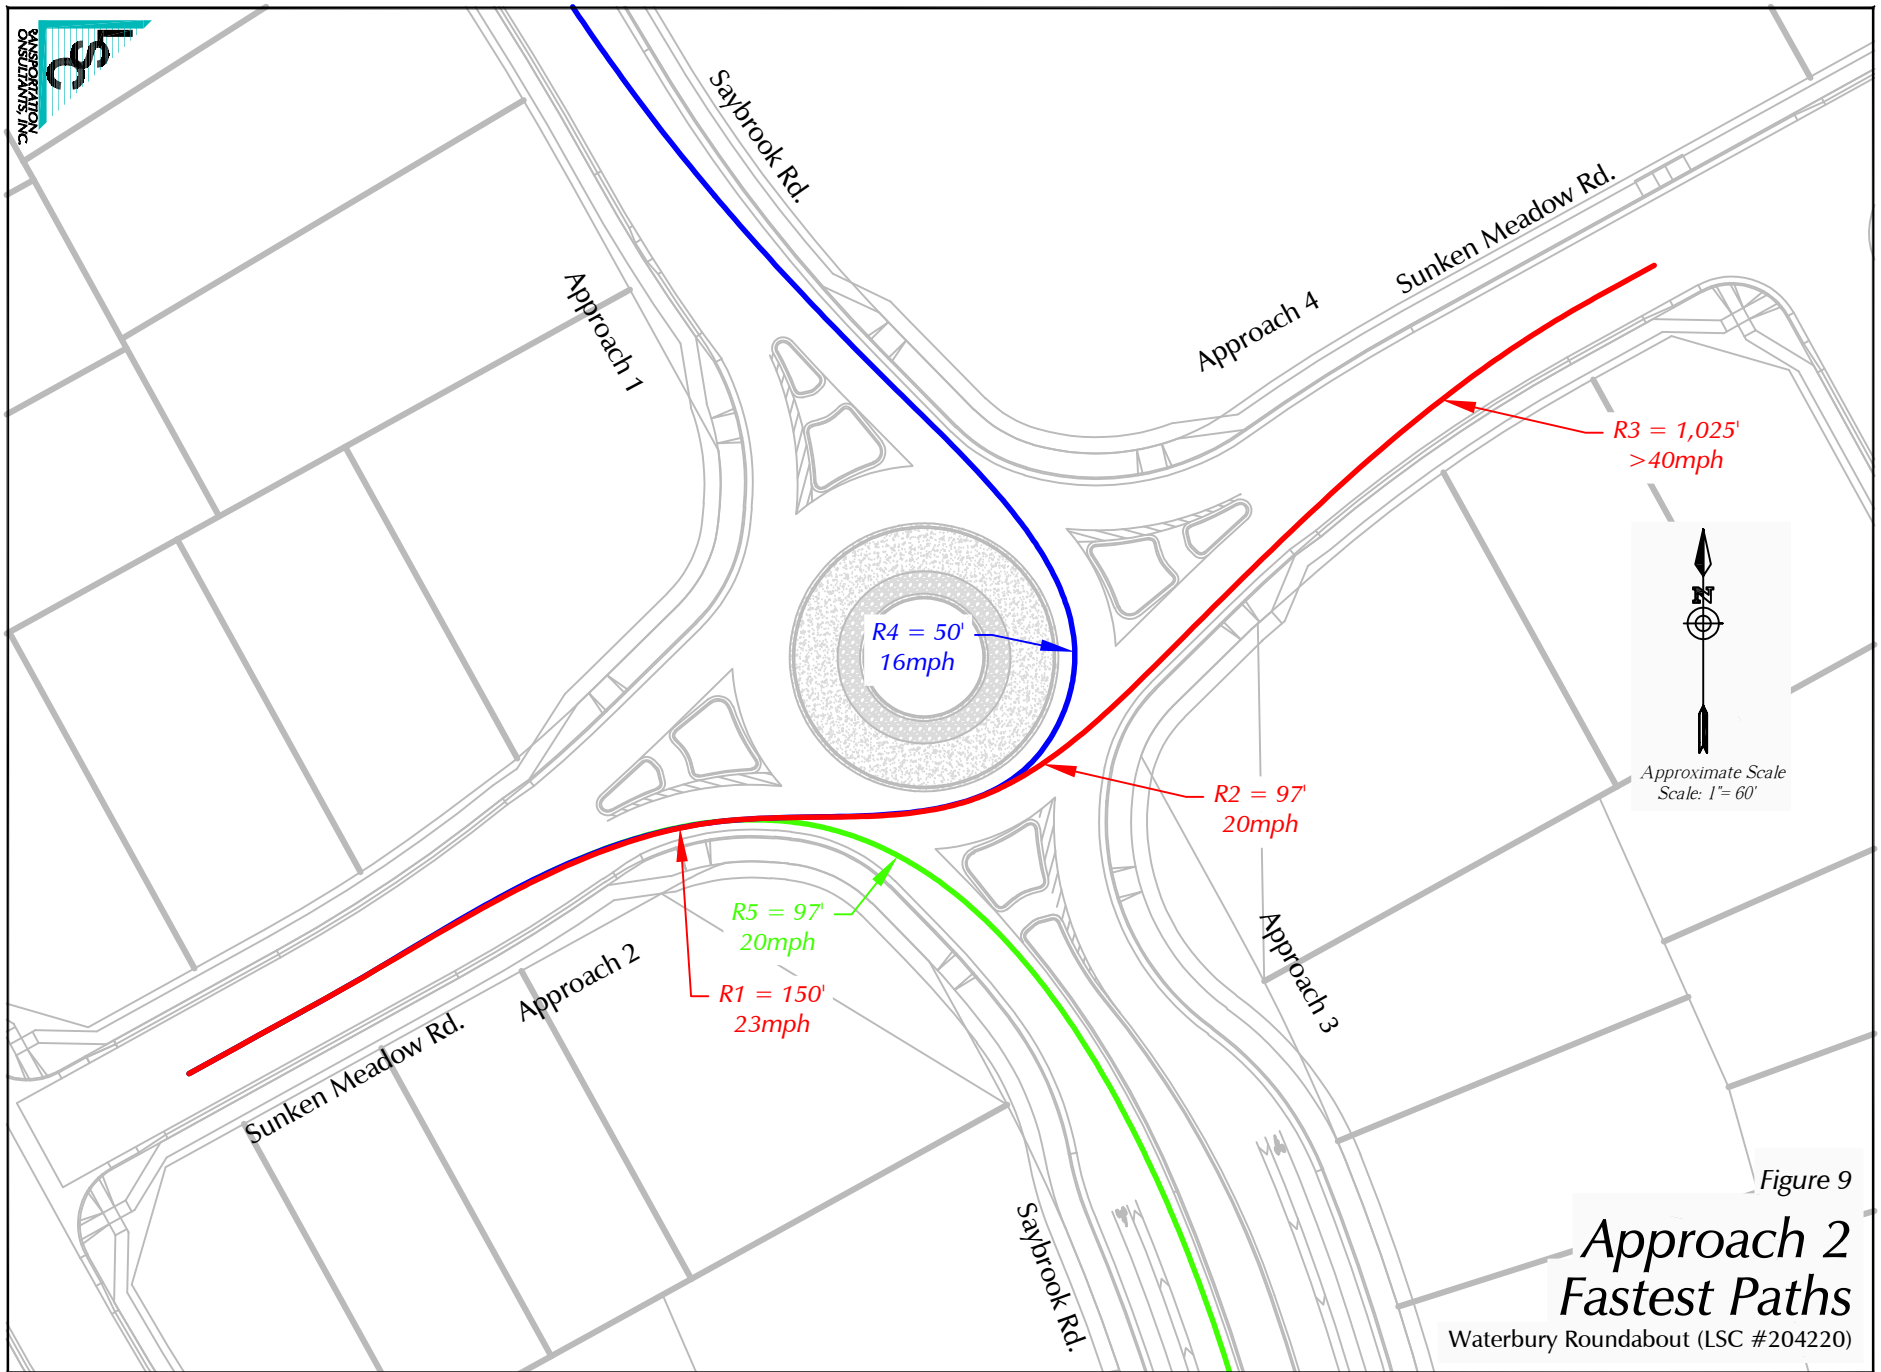 LSC
RANSPORTATION
ONSULTANTS, INC.
Saybrook Rd.
Approach 1
Sunken Meadow Rd.
Approach 4
R3 = 1,025'
>40mph
N
R4 = 50'
16mph
Approximate Scale
Scale: 1"= 60'
R2 = 97'
20mph
R5 = 97'
20mph
R1 = 150'
23mph
Approach 2
Sunken Meadow Rd.
Approach 3
Saybrook Rd.
Figure 9
Approach 2
Fastest Paths
Waterbury Roundabout (LSC #204220)